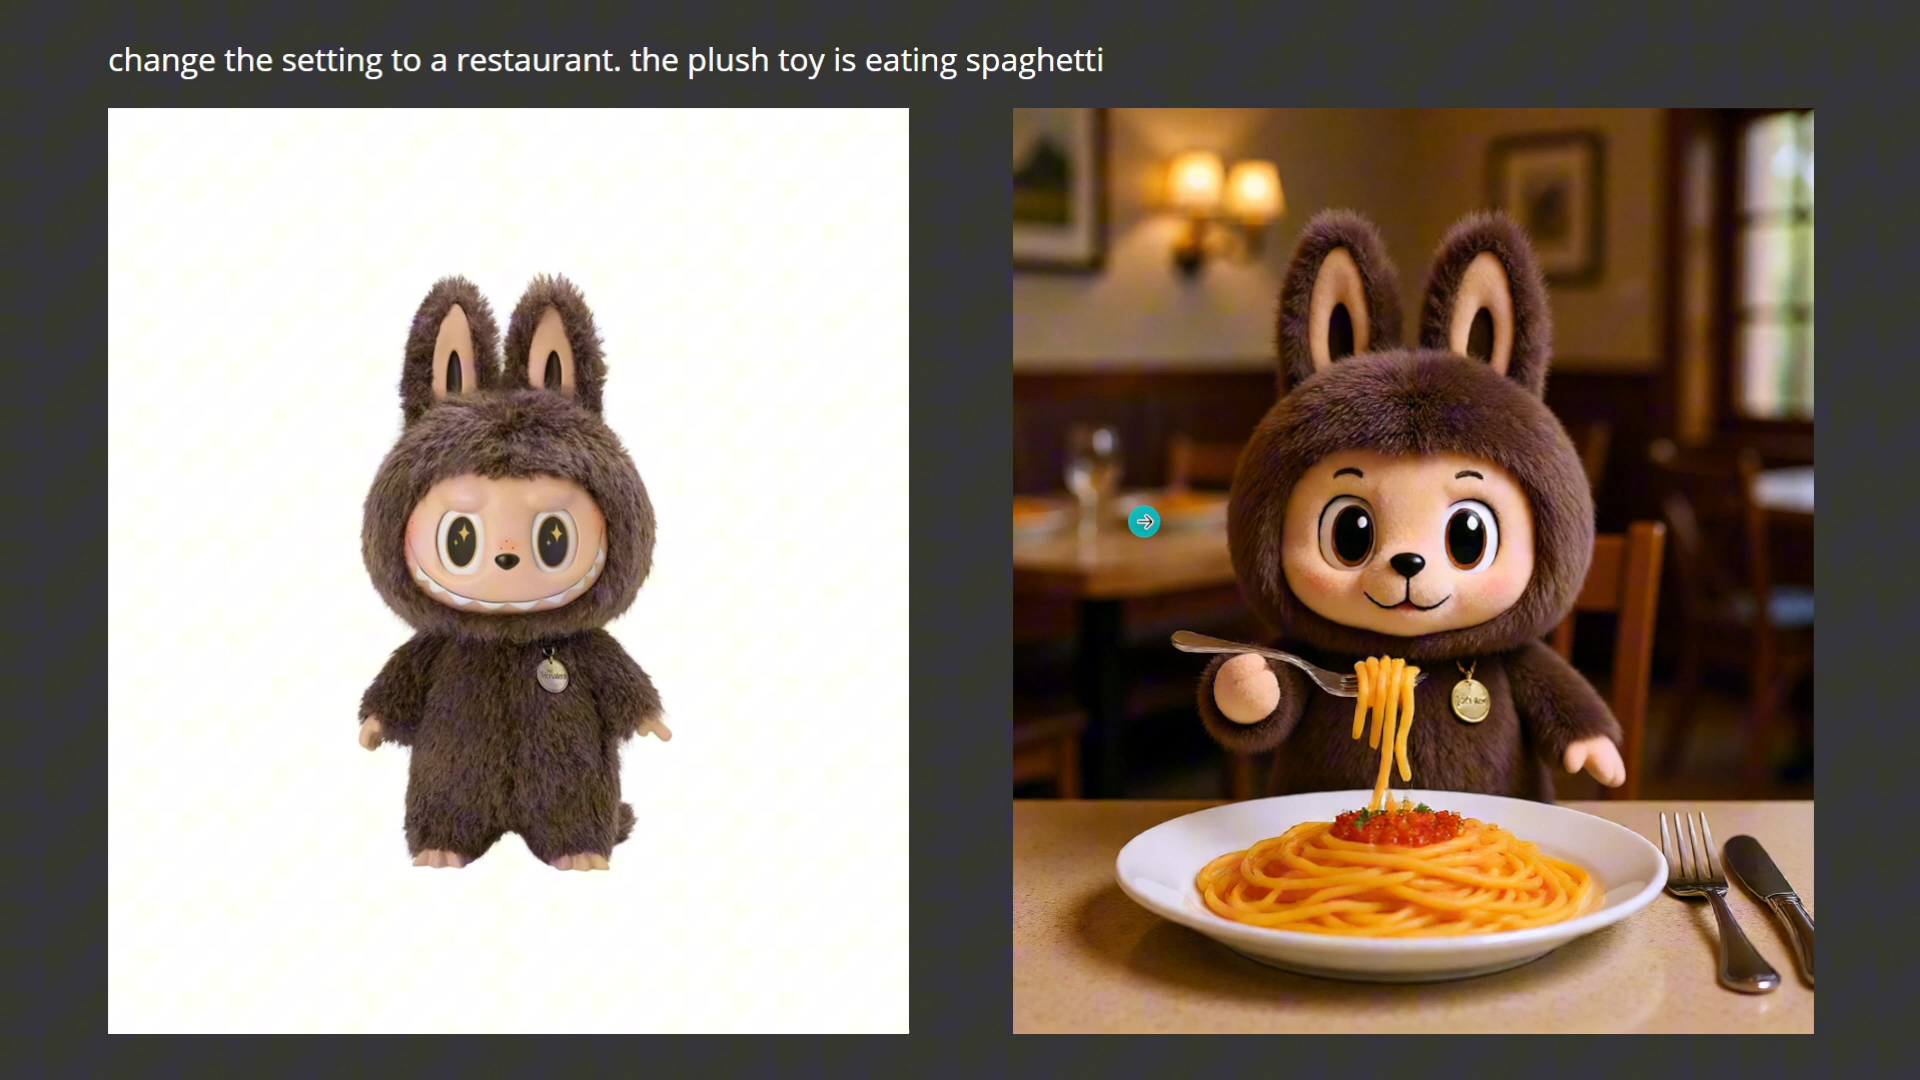 change the setting to a restaurant. the plush toy is eating spaghetti